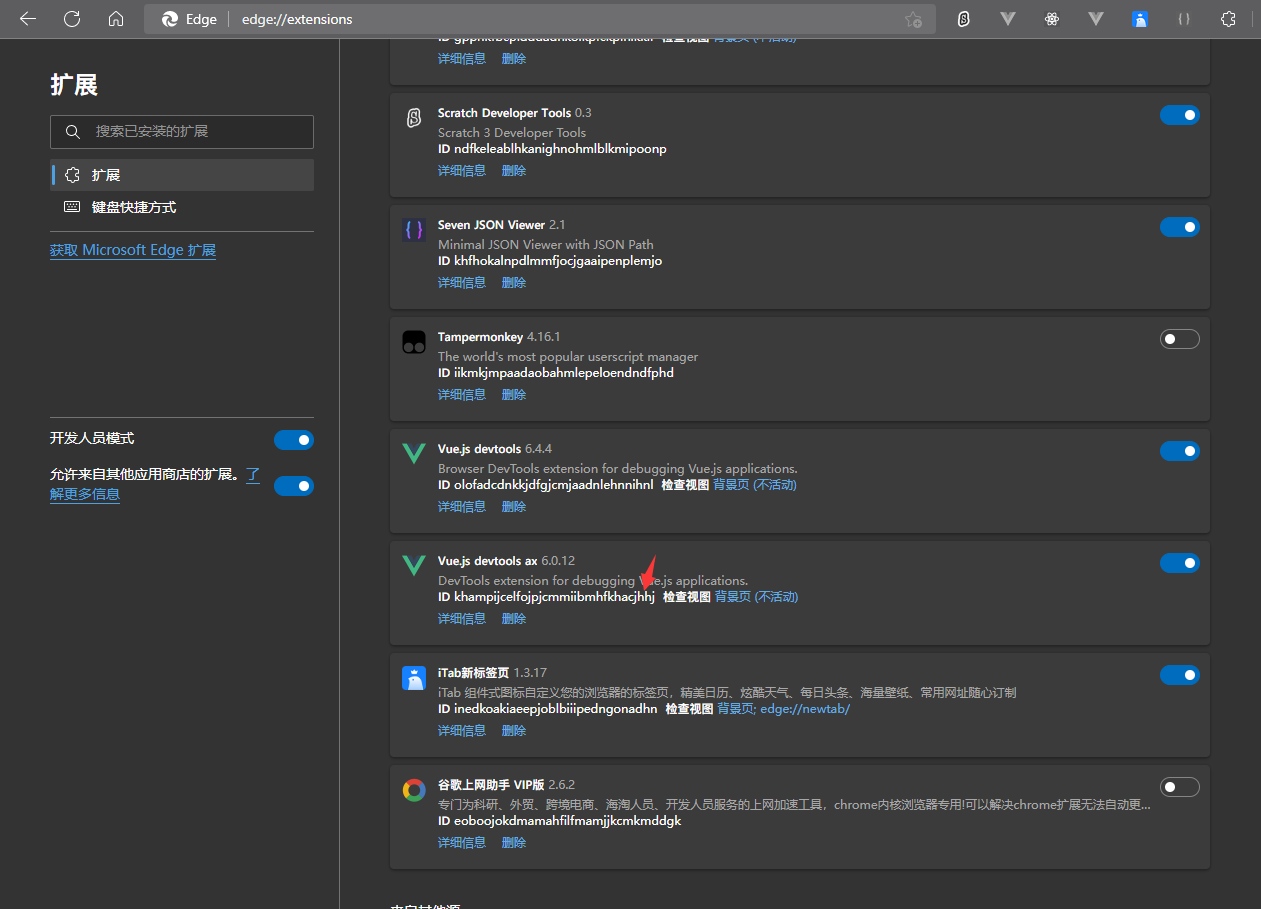 Edge
edge://extensions
扩展
搜索已安装的扩展
扩展
键盘快捷方式
获取 Microsoft Edge 扩展
开发人员模式
允许来自其他应用商店的扩展。了
解更多信息
详细信息 删除
Scratch Developer Tools 0.3
Scratch 3 Developer Tools
ID ndfkeleablhkanighnohmlblkmipoonp
详细信息 删除
Seven JSON Viewer 2.1
Minimal JSON Viewer with JSON Path
ID khfhokalnpdlmmfjocjgaaipenplemjo
详细信息 删除
Tampermonkey 4.16.1
The world's most popular userscript manager
ID iikmkjmpaadaobahmlepeloendndfphd
详细信息 删除
Vue.js devtools 6.4.4
Browser DevTools extension for debugging Vue.js applications.
ID olofadcdnkkjdfgjcmjaadnlehnnihnl 检查视图 背景页 (不活动)
详细信息 删除
Vue.js devtools ax 6.0.12
DevTools extension for debugging Vue.js applications.
ID khampijcelfojpjcmmiibmhfkhacjhhj 检查视图 背景页 (不活动)
详细信息 删除
iTab新标签页 1.3.17
iTab 组件式图标自定义您的浏览器的标签页，精美日历、炫酷天气、每日头条、海量壁纸、常用网址随心订制
ID inedkoakiaeepjoblbiiipedngonadhn 检查视图 背景页; edge://newtab/
详细信息 删除
谷歌上网助手 VIP版 2.6.2
专门为科研、外贸、跨境电商、海淘人员、开发人员服务的上网加速工具，chrome内核浏览器专用!可以解决chrome扩展无法自动更...
ID eoboojokdmamahfilfmamjjkcmkmddgk
详细信息 删除